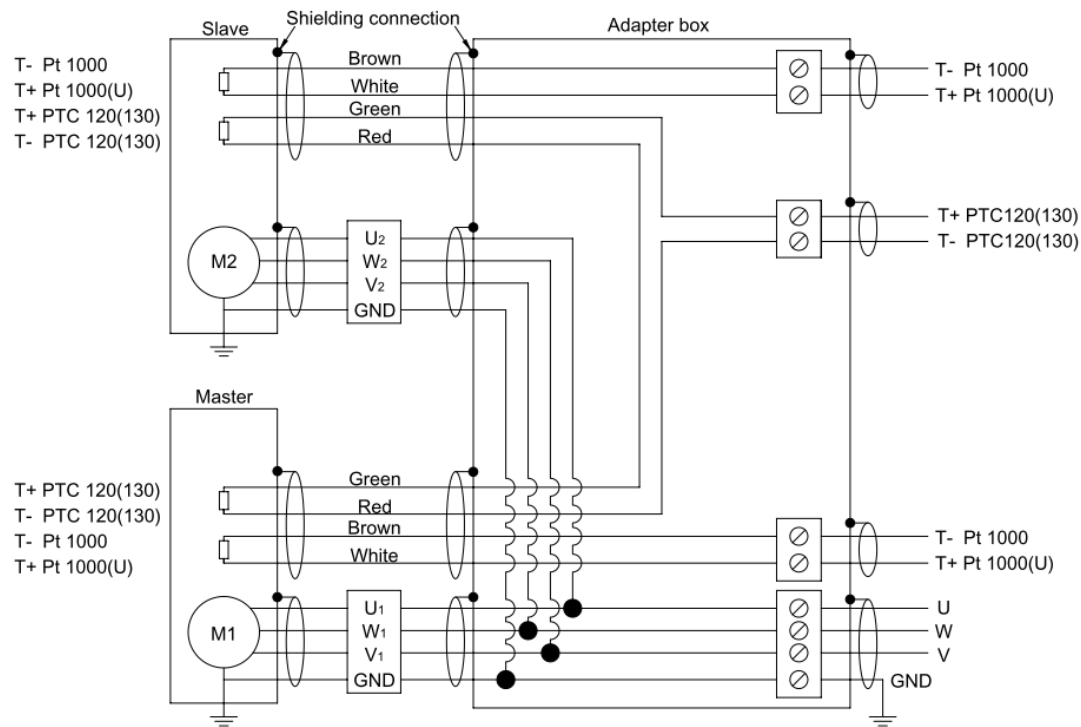 Shielding connection
Slave
Adapter box
T- Pt 1000
T+ Pt 1000(U)
T+ PTC 120(130)
T- PTC 120(130)
Brown
White
Green
Red
T- Pt 1000
T+ Pt 1000(U)
T+ PTC120(130)
T- PTC120(130)
M2
U2
W2
V2
GND
Master
T+ PTC 120(130)
T- PTC 120(130)
T- Pt 1000
T+ Pt 1000(U)
Green
Red
Brown
White
T- Pt 1000
T+ Pt 1000(U)
M1
U1
W1
V1
GND
U
W
V
GND